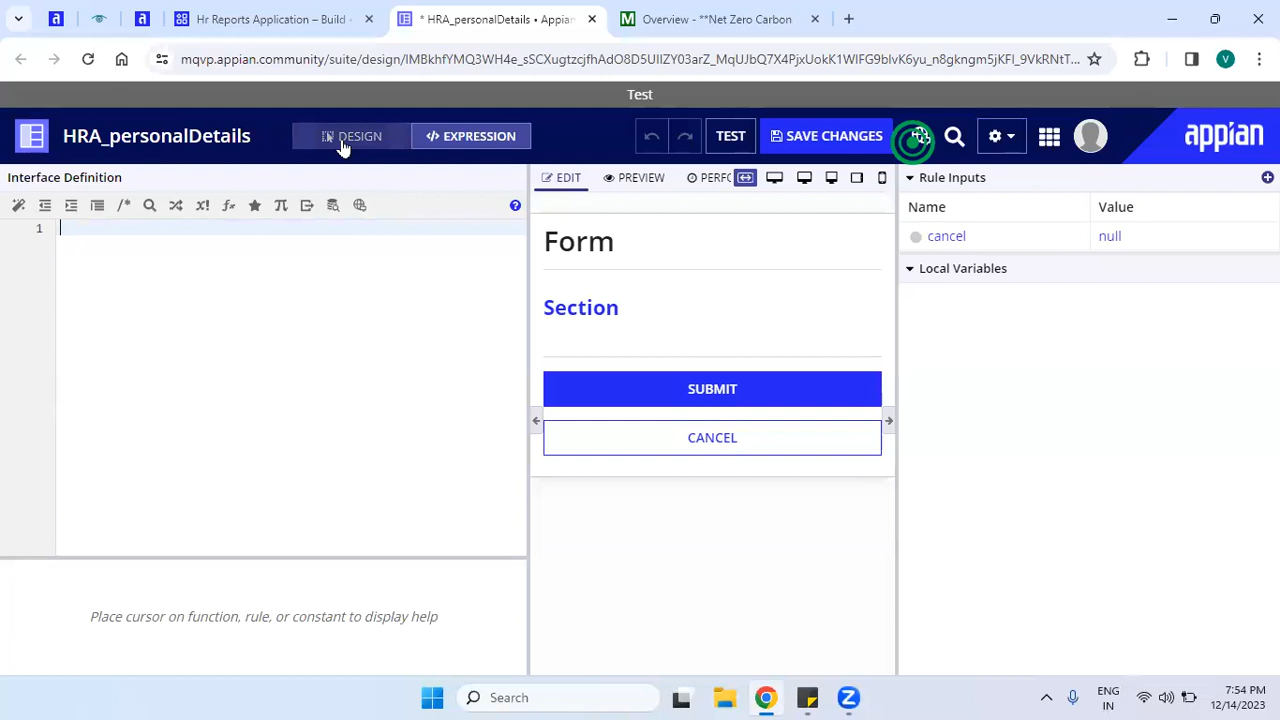 Hr Reports Application – Build
* HRA_personalDetails • Appian
Overview - **Net Zero Carbon
mqvp.appian.community/suite/design/
Test
HRA_personalDetails
DESIGN
</> EXPRESSION
TEST
SAVE CHANGES
appian
Interface Definition
EDIT
PREVIEW
PERFO
Rule Inputs
Name
Value
cancel
null
Local Variables
1
Form
Section
SUBMIT
CANCEL
Place cursor on function, rule, or constant to display help
Search
ENG
IN
7:54 PM
12/14/2023